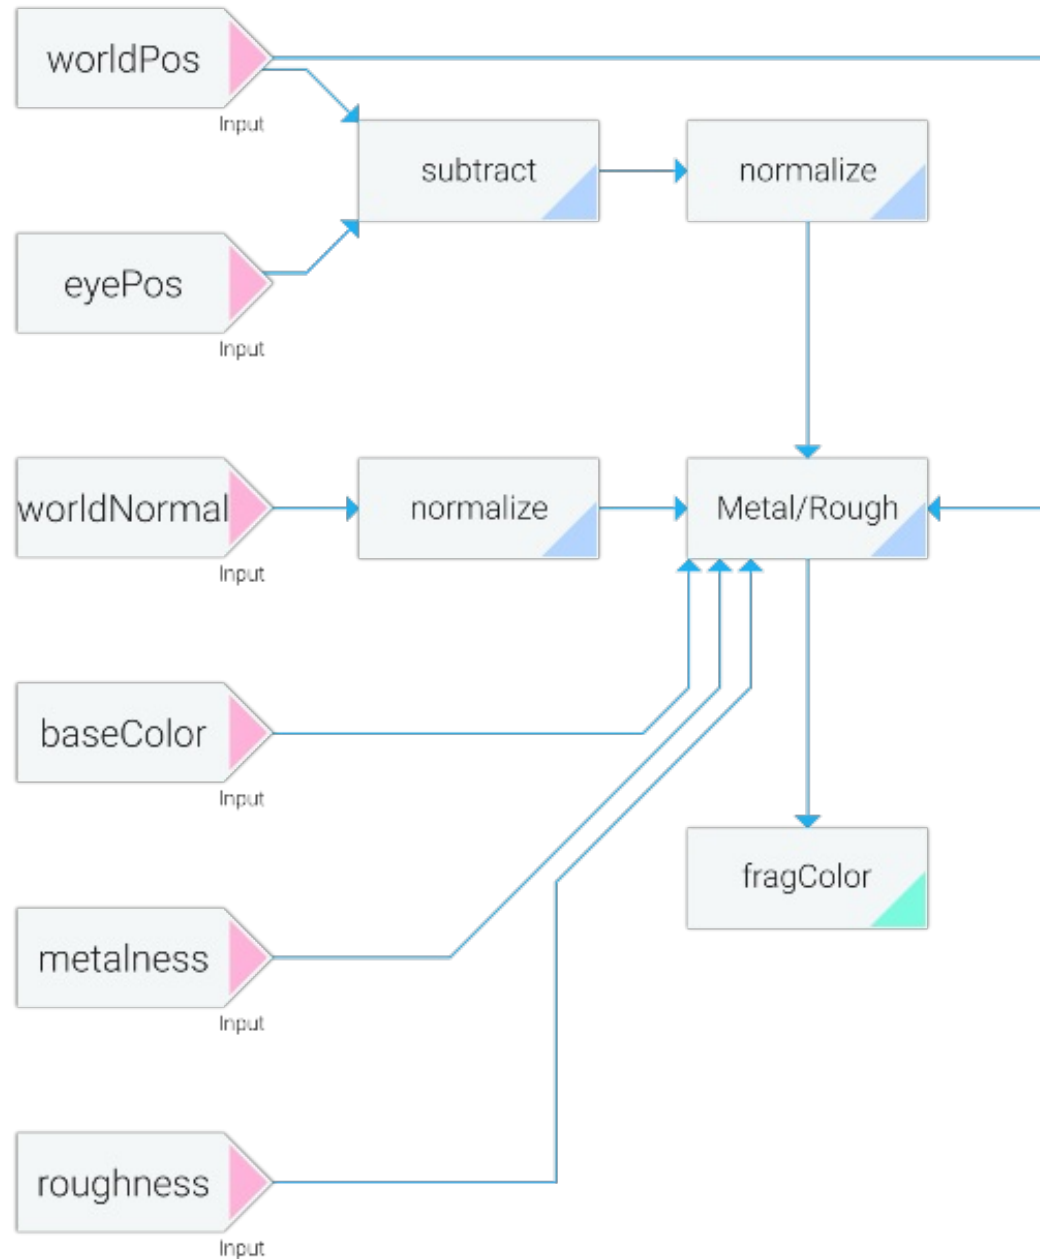 worldPos
Input
subtract
normalize
eyePos
Input
worldNormal
Input
normalize
Metal/Rough
baseColor
Input
fragColor
metalness
Input
roughness
Input